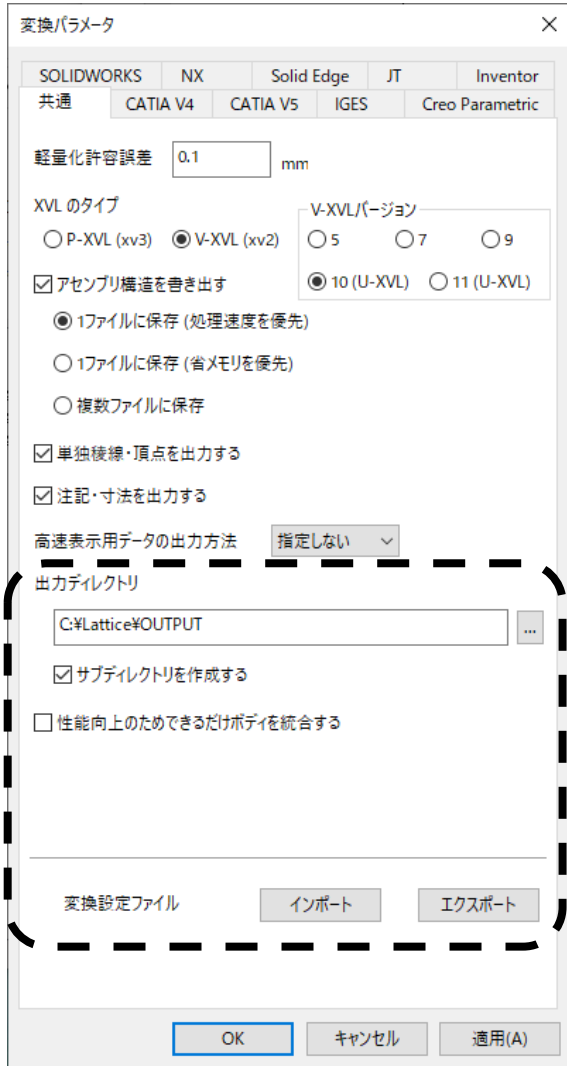 変換パラメータ
SOLIDWORKS NX Solid Edge JT Inventor
共通 CATIA V4 CATIA V5 IGES Creo Parametric
軽量化許容誤差 0.1 mm
XVL のタイプ
V-XVLバージョン
P-XVL (xv3) V-XVL (xv2) 5 7 9
アセンブリ構造を書き出す 10 (U-XVL) 11 (U-XVL)
1ファイルに保存 (処理速度を優先)
1ファイルに保存 (省メモリを優先)
複数ファイルに保存
単独稜線・頂点を出力する
注記・寸法を出力する
高速表示用データの出力方法 指定しない
出力ディレクトリ
C:¥Lattice¥OUTPUT ...
サブディレクトリを作成する
性能向上のためできるだけボディを統合する
変換設定ファイル インポート エクスポート
OK キャンセル 適用(A)